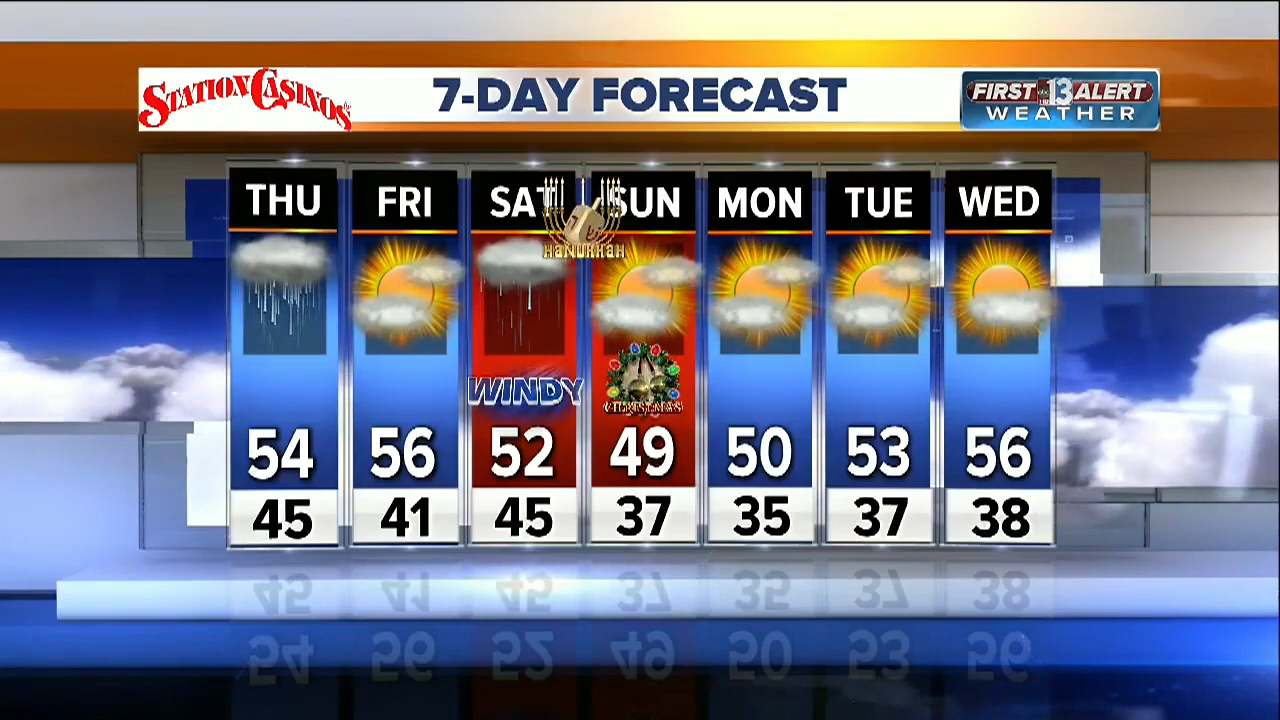 STATION CASINOS
7-DAY FORECAST
FIRST 13 ALERT
WEATHER
THU FRI SAT SUN MON TUE WED
HANUKKAH
WINDY
CHRISTMAS
54 56 52 49 50 53 56
45 41 45 37 35 37 38